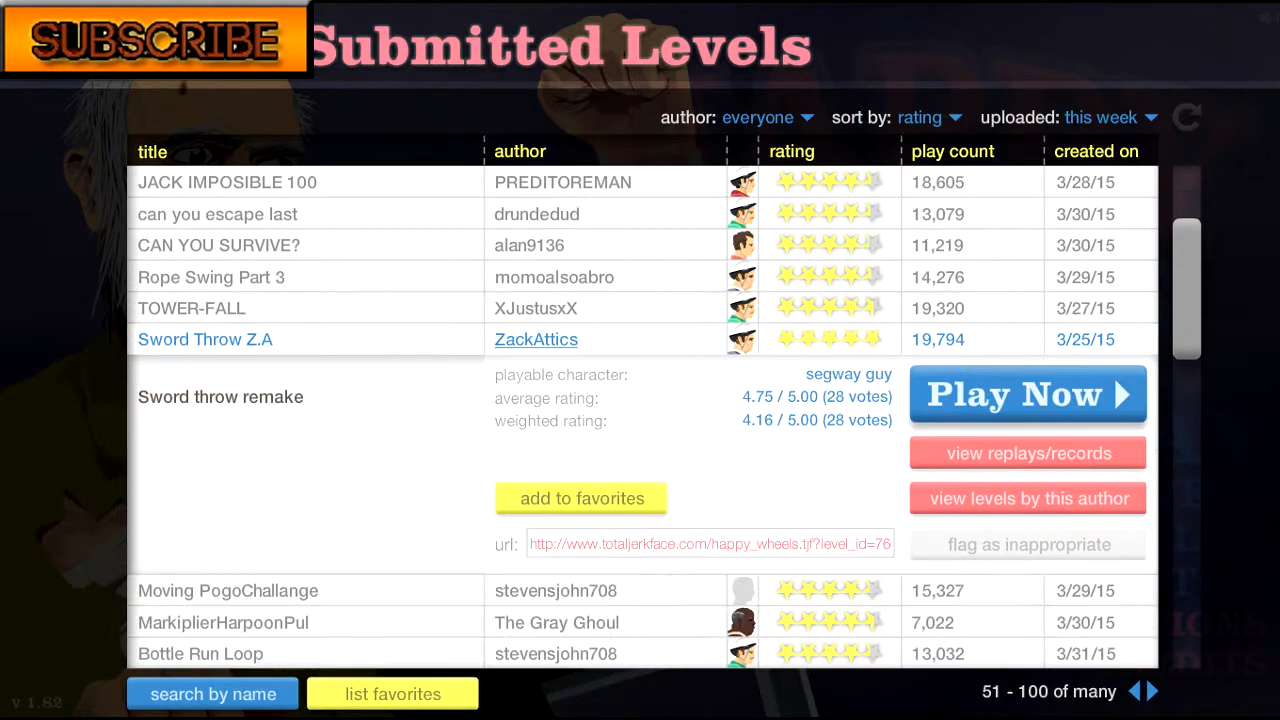 SUBSCRIBE
Submitted Levels
author: everyone sort by: rating uploaded: this week
title author rating play count created on
JACK IMPOSIBLE 100 PREDITOREMAN 18,605 3/28/15
can you escape last drundedud 13,079 3/30/15
CAN YOU SURVIVE? alan9136 11,219 3/30/15
Rope Swing Part 3 momoalsoabro 14,276 3/29/15
TOWER-FALL XJustusxX 19,320 3/27/15
Sword Throw Z.A ZackAttics 19,794 3/25/15
playable character: segway guy
Sword throw remake average rating: 4.75 / 5.00 (28 votes) Play Now
weighted rating: 4.16 / 5.00 (28 votes)
view replays/records
add to favorites view levels by this author
url: http://www.totaljerkface.com/happy_wheels.tjf?level_id=76 flag as inappropriate
Moving PogoChallange stevensjohn708 15,327 3/29/15
MarkiplierHarpoonPul The Gray Ghoul 7,022 3/30/15
Bottle Run Loop stevensjohn708 13,032 3/31/15
search by name list favorites 51 - 100 of many
v 1.82